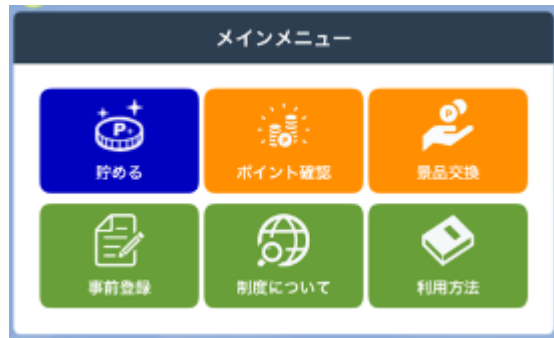 メインメニュー
P+
貯める
P
ポイント確認
P
景品交換
事前登録
制度について
利用方法